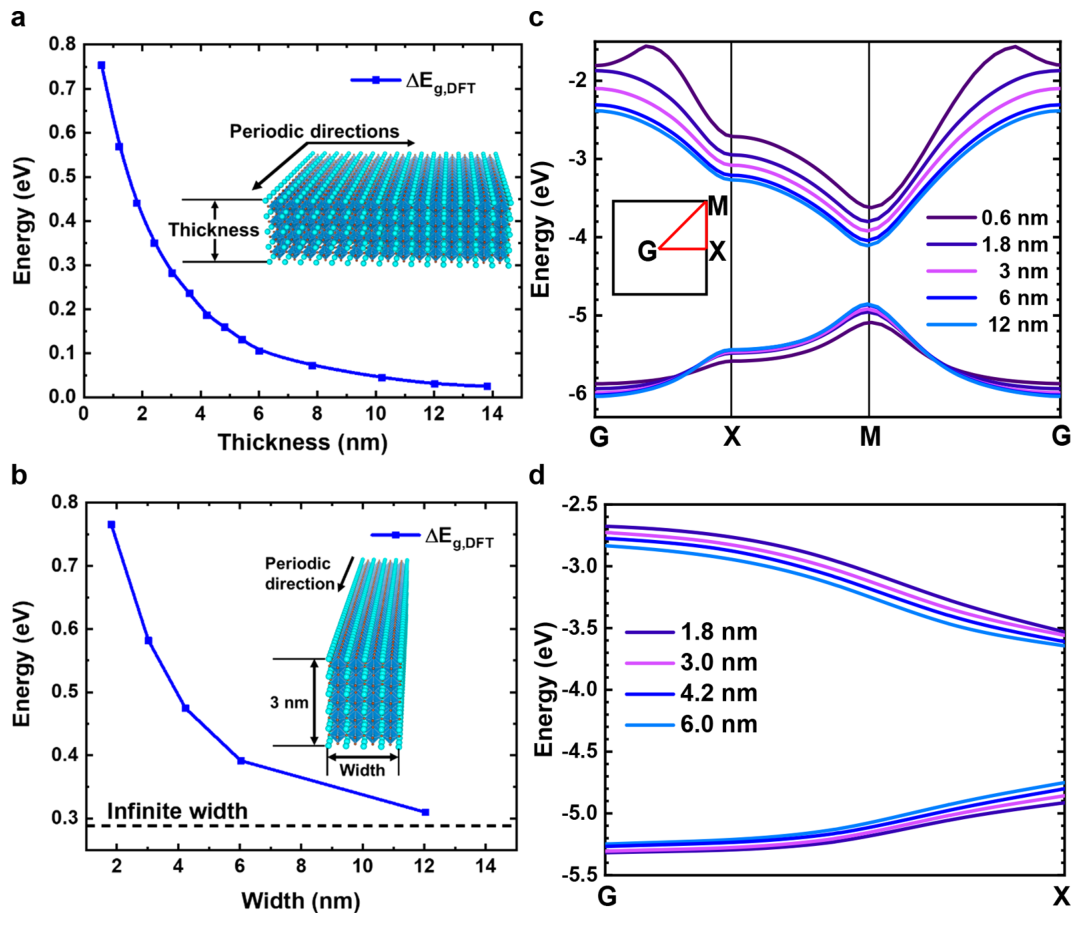 a
0.8
0.7
0.6
0.5
0.4
0.3
0.2
0.1
0.0
Energy (eV)
ΔEg,DFT
Periodic directions
Thickness
0 2 4 6 8 10 12 14
Thickness (nm)
c
-2
-3
-4
-5
-6
Energy (eV)
M
G X
0.6 nm
1.8 nm
3 nm
6 nm
12 nm
G X M G
b
0.8
0.7
0.6
0.5
0.4
0.3
Energy (eV)
ΔEg,DFT
Periodic
direction
3 nm
Width
Infinite width
2 4 6 8 10 12 14
Width (nm)
d
-2.5
-3.0
-3.5
-4.0
-4.5
-5.0
-5.5
Energy (eV)
1.8 nm
3.0 nm
4.2 nm
6.0 nm
G X